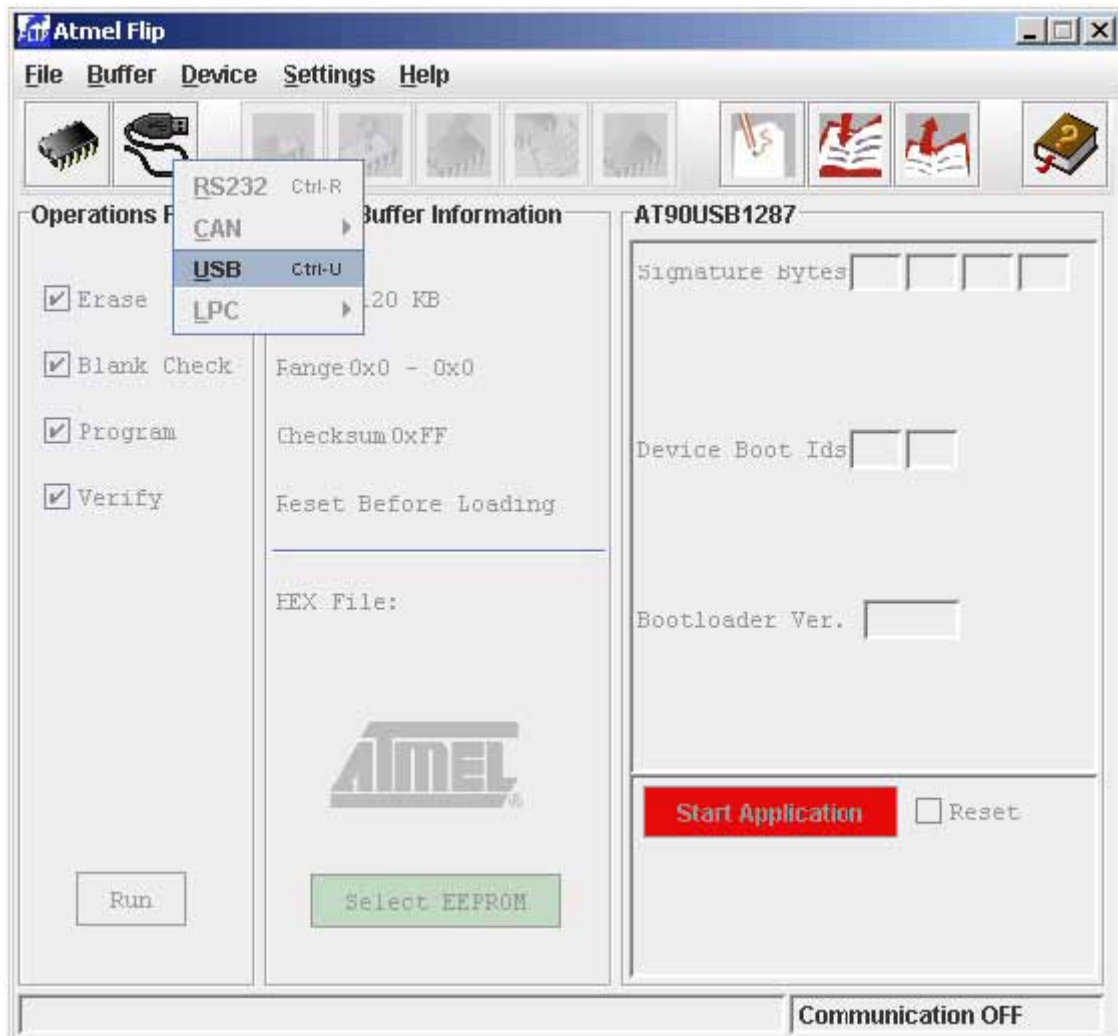 Atmel Flip
File Buffer Device Settings Help
RS232 Ctrl-R
CAN
USB Ctrl-U
LPC
Operations F
Erase
Blank Check
Program
Verify
Run
Buffer Information
20 KB
Range 0x0 - 0x0
Checksum 0xFF
Reset Before Loading
HEX File:
ATMEL
Select EEPROM
AT90USB1287
Signature Bytes
Device Boot Ids
Bootloader Ver.
Start Application Reset
Communication OFF